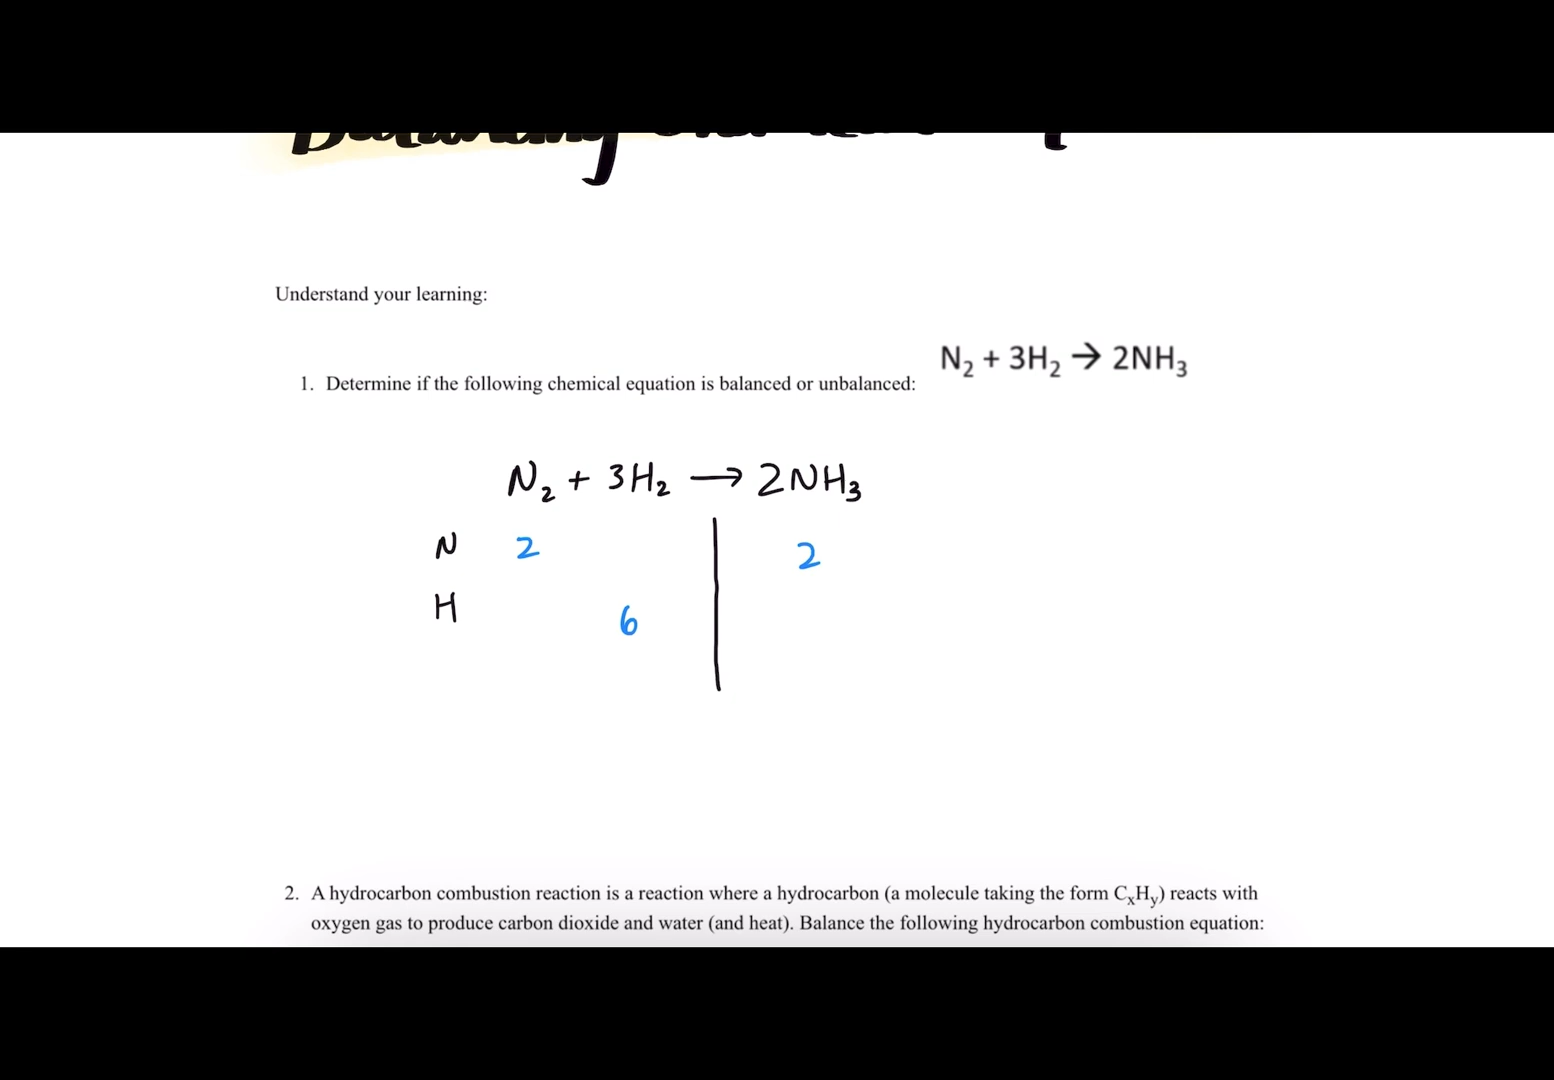 Understand your learning:
N₂ + 3H₂ → 2NH₃
1. Determine if the following chemical equation is balanced or unbalanced:
N₂ + 3H₂ → 2NH₃
N 2 2
H 6
2. A hydrocarbon combustion reaction is a reaction where a hydrocarbon (a molecule taking the form CₓHᵧ) reacts with
oxygen gas to produce carbon dioxide and water (and heat). Balance the following hydrocarbon combustion equation: